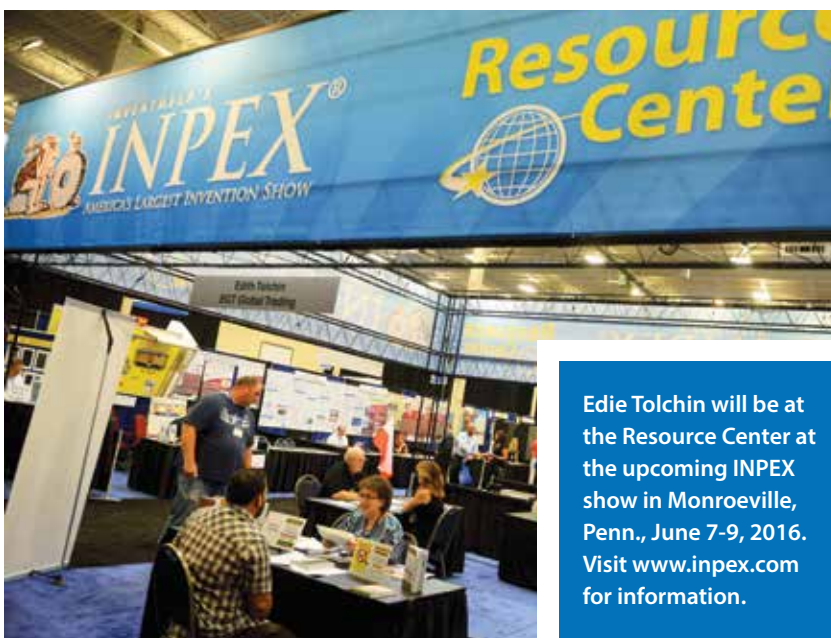 INVENTHELP'S
INPEX®
AMERICA'S LARGEST INVENTION SHOW
Resource
Center
Edith Tolchin
EGT Global Trading
Edie Tolchin will be at
the Resource Center at
the upcoming INPEX
show in Monroeville,
Penn., June 7-9, 2016.
Visit www.inpex.com
for information.